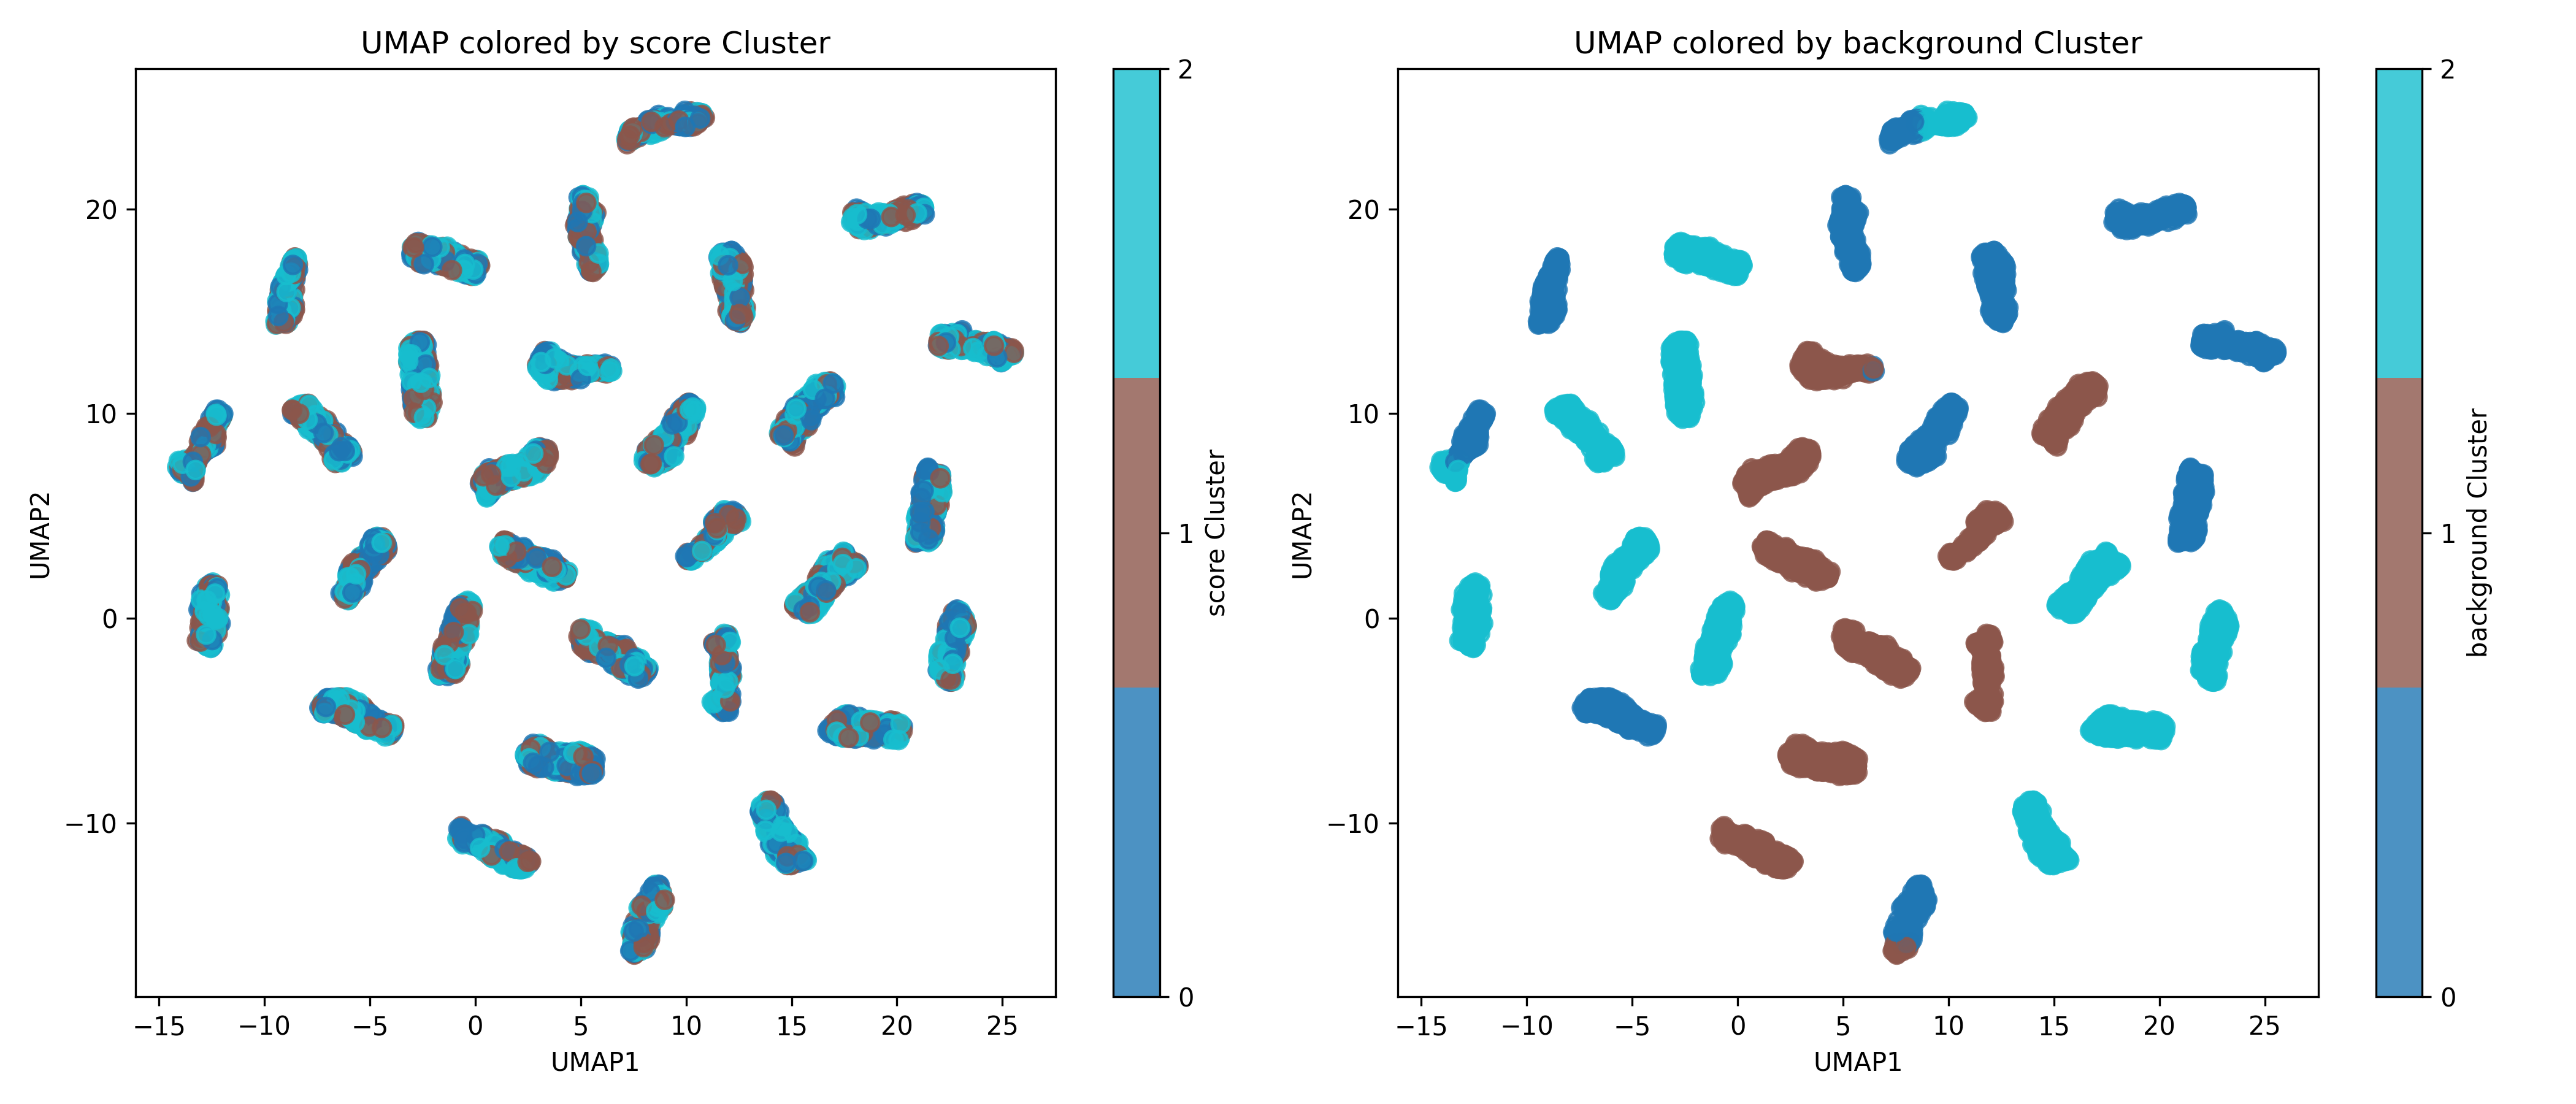 UMAP colored by score Cluster
20
10
0
−10
UMAP2
−15 −10 −5 0 5 10 15 20 25
UMAP1
2
1
0
score Cluster
UMAP colored by background Cluster
20
10
0
−10
UMAP2
−15 −10 −5 0 5 10 15 20 25
UMAP1
2
1
0
background Cluster